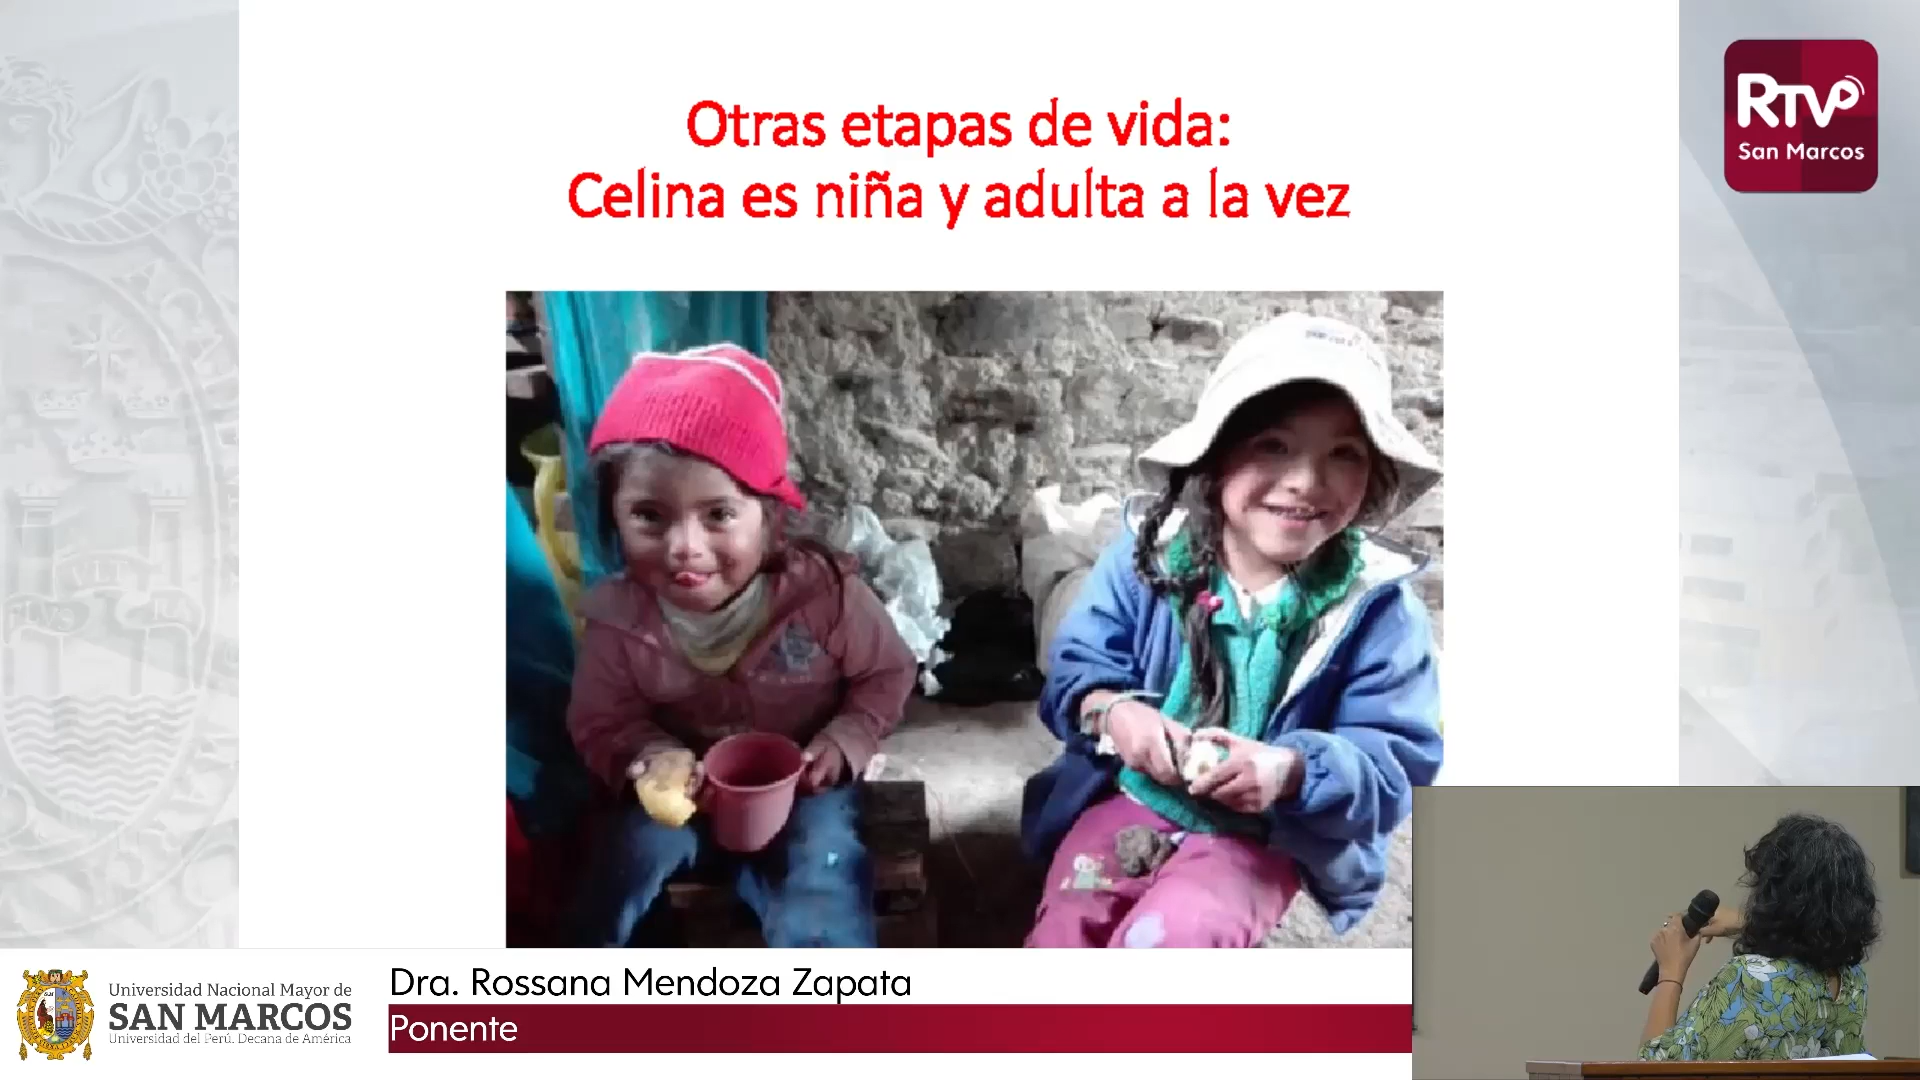 Otras etapas de vida:
Celina es niña y adulta a la vez
RTV
San Marcos
Universidad Nacional Mayor de
SAN MARCOS
Universidad del Perú. Decana de América
Dra. Rossana Mendoza Zapata
Ponente